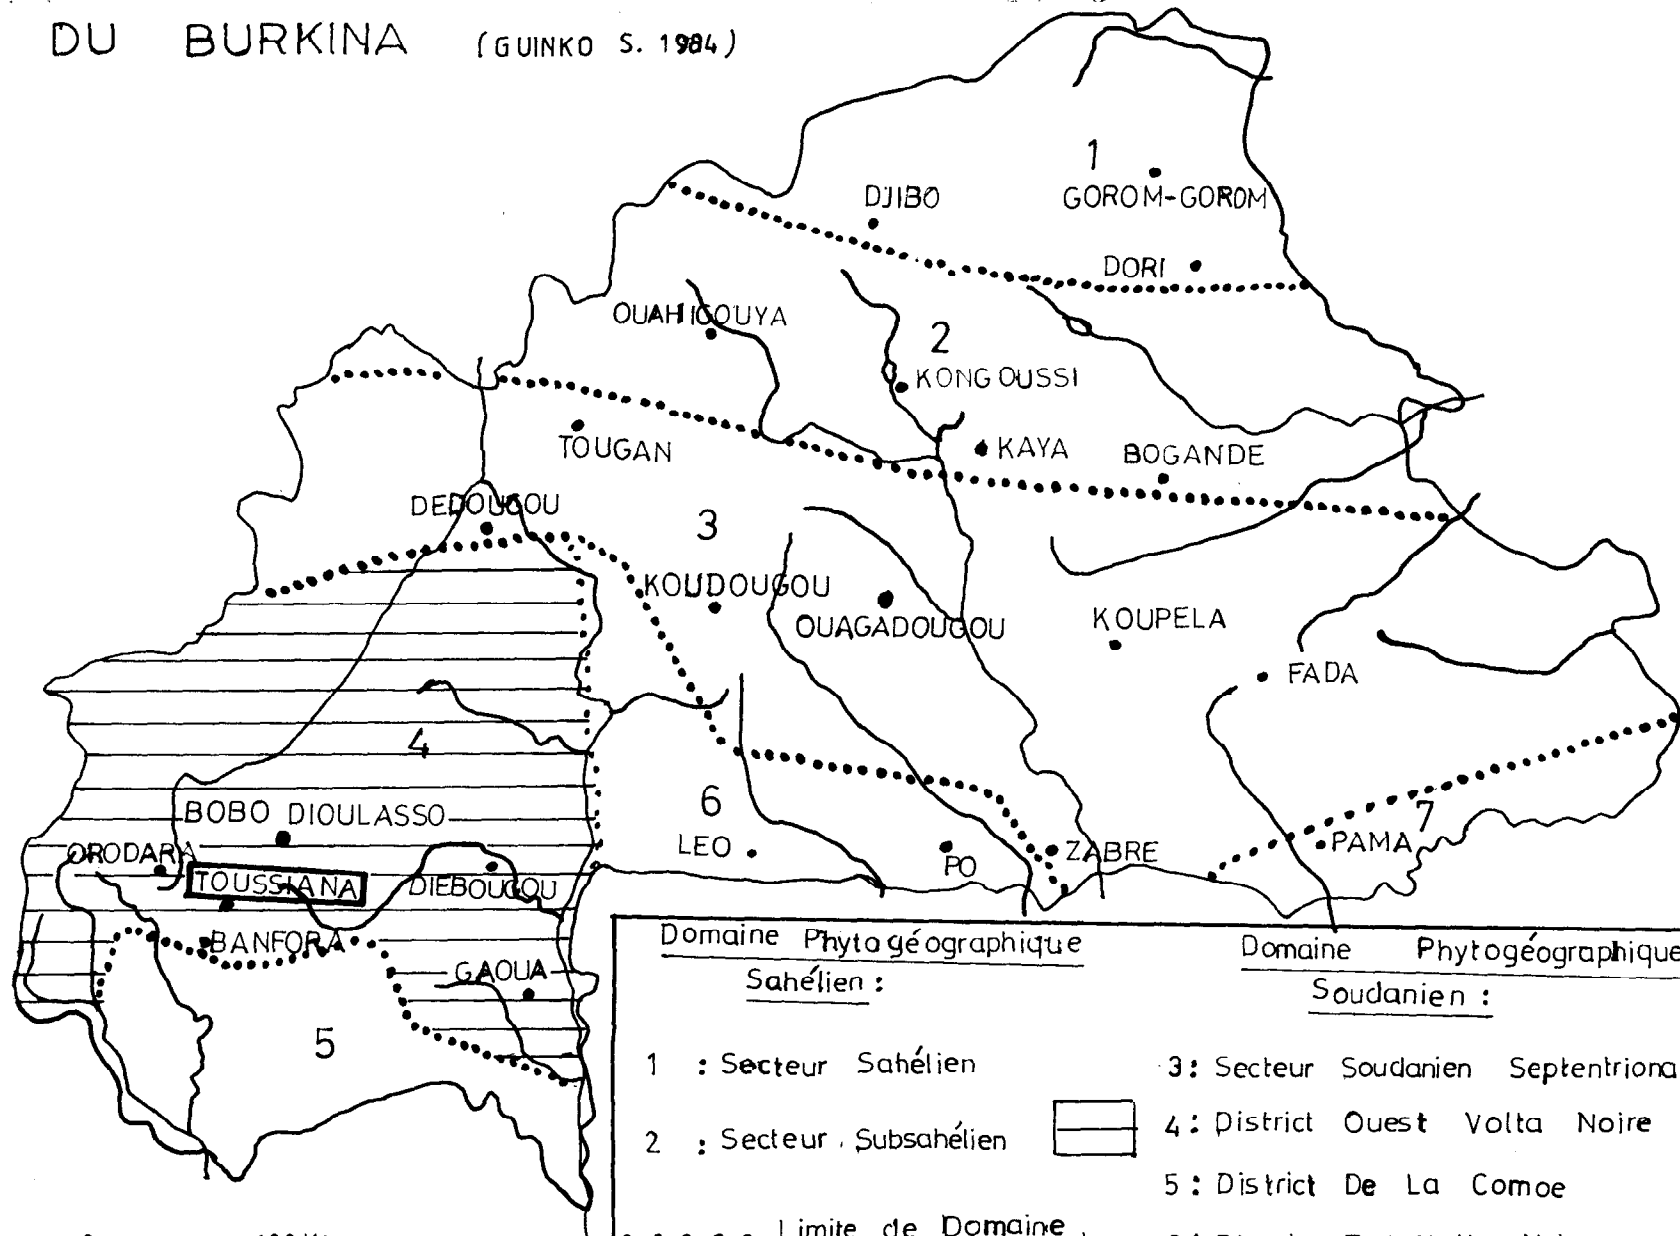 DU BURKINA (GUINKO S. 1984)
1
DJIBO
GOROM-GOROM
DORI
OUAHIGOUYA
2
KONGOUSSI
TOUGAN
KAYA
BOGANDE
DEDOUGOU
3
KOUDOUGOU
OUAGADOUGOU
KOUPELA
FADA
4
BOBO DIOULASSO
6
7
ORODARA
LEO
PO
ZABRE
PAMA
TOUSSIANA
DIEBOUGOU
BANFORA
GAOUA
5
Domaine Phytogéographique
Sahélien :
1 : Secteur Sahélien
2 : Secteur Subsahélien
Limite de Domaine
Domaine Phytogéographique
Soudanien :
3: Secteur Soudanien Septentriona
4: District Ouest Volta Noire
5: District De La Comoe